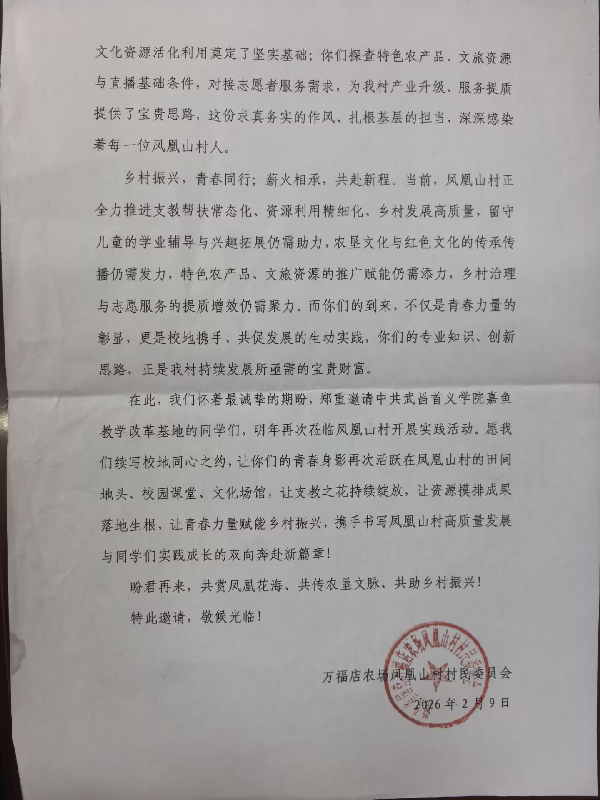 文化资源活化利用奠定了坚实基础；你们探查特色农产品、文旅资源
与直播基础条件，对接志愿者服务需求，为我村产业升级、服务提质
提供了宝贵思路，这份求真务实的作风，扎根基层的担当，深深感染
着每一位凤凰山村人。
乡村振兴，青春同行；薪火相承，共赴新程。当前，凤凰山村正
全力推进支教帮扶常态化、资源利用精细化、乡村发展高质量，留守
儿童的学业辅导与兴趣拓展仍需助力，农垦文化与红色文化的传承传
播仍需发力，特色农产品、文旅资源的推广赋能仍需添力，乡村治理
与志愿服务的提质增效仍需聚力。而你们的到来，不仅是青春力量的
彰显，更是校地携手、共促发展的生动实践，你们的专业知识、创新
思路，正是我村持续发展所亟需的宝贵财富。
在此，我们怀着最诚挚的期盼，郑重邀请中共武昌首义学院嘉鱼
教学改革基地的同学们，明年再次莅临凤凰山村开展实践活动。愿我
们续写校地同心之约，让你们的青春身影再次活跃在凤凰山村的田间
地头、校园课堂、文化场馆，让支教之花持续绽放，让资源摸排成果
落地生根，让青春力量赋能乡村振兴，携手书写凤凰山村高质量发展
与同学们实践成长的双向奔赴新篇章！
盼君再来，共赏凤凰花海、共传农垦文脉、共助乡村振兴！
特此邀请，敬候光临！
万福店农场凤凰山村村民委员会
2026年2月9日